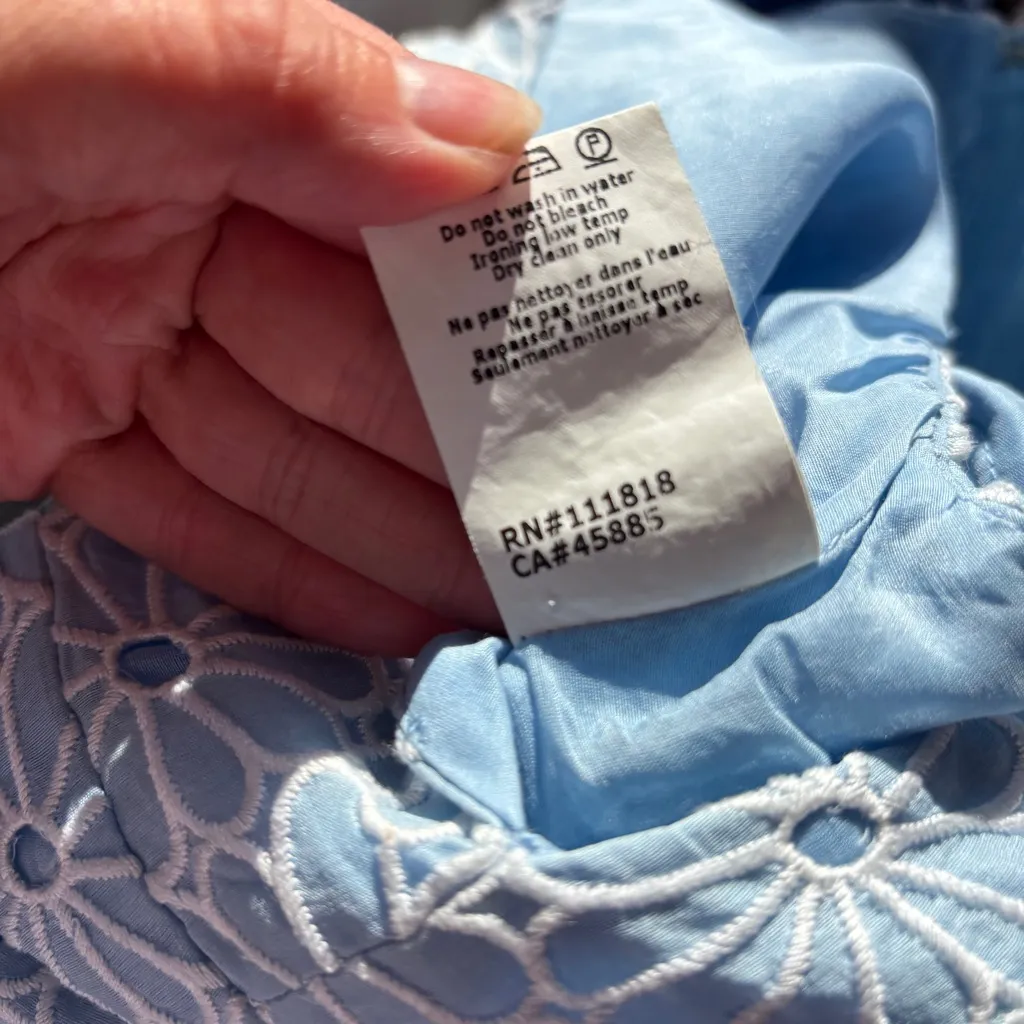 P
Do not wash in water
Do not bleach
Ironing low temp
Dry clean only
Ne pas nettoyer dans l'eau
Ne pas essorer
Repasser à baisse temp
Seulement nettoyer à sec
RN#111818
CA#45885